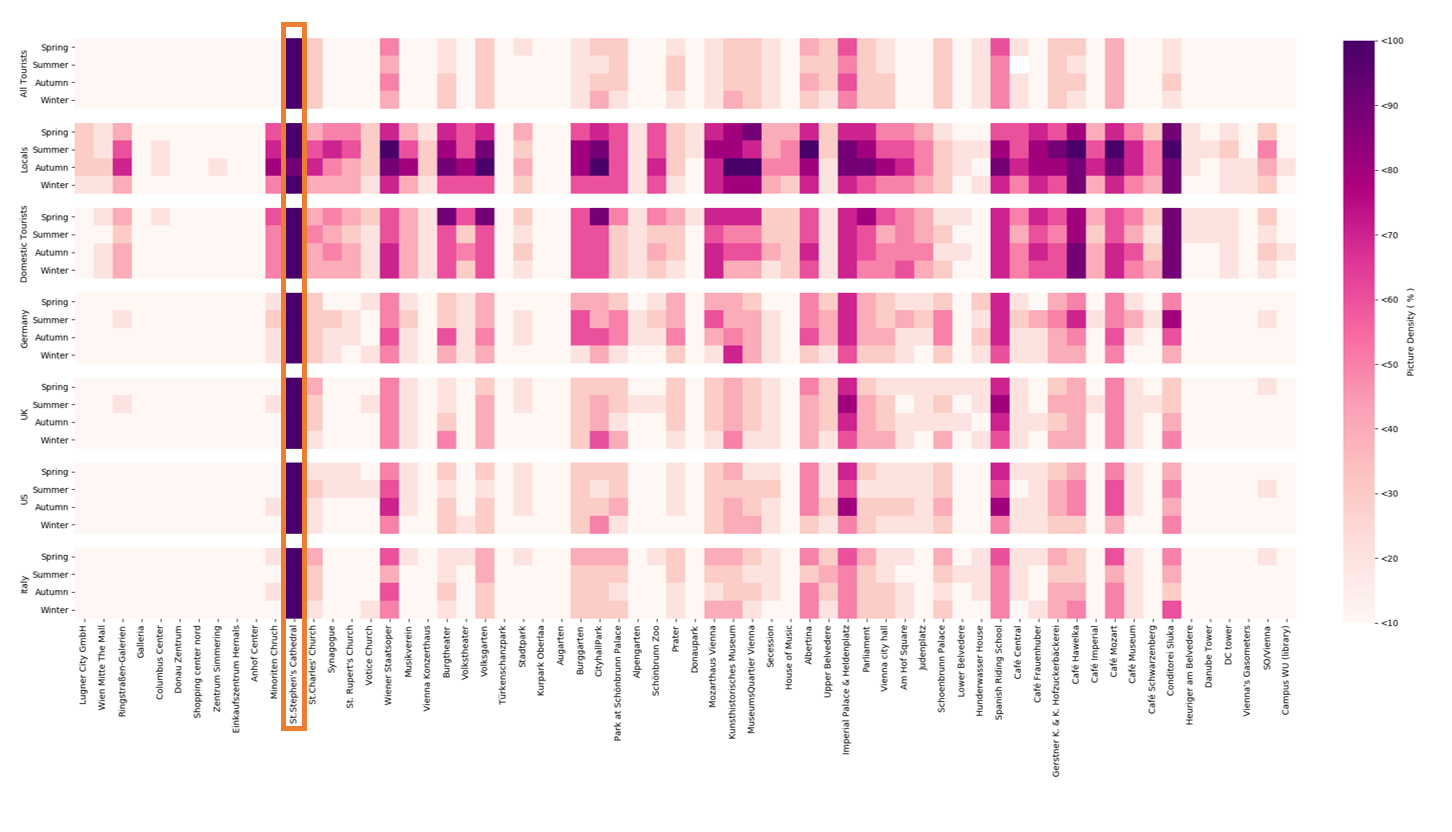 All Tourists
Spring
Summer
Autumn
Winter
Locals
Spring
Summer
Autumn
Winter
Domestic Tourists
Spring
Summer
Autumn
Winter
Germany
Spring
Summer
Autumn
Winter
UK
Spring
Summer
Autumn
Winter
US
Spring
Summer
Autumn
Winter
Italy
Spring
Summer
Autumn
Winter
Lugner City GmbH
Wien Mitte The Mall
Ringstraßen-Galerien
Galleria
Columbus Center
Donau Zentrum
Shopping center nord
Zentrum Simmering
Einkaufszentrum Hernals
Anhof Center
Minoriten Chruch
St.Stephen's Cathedral
St.Charles' Church
Synagogue
St. Rupert's Church
Votice Church
Wiener Staatsoper
Musikverein
Vienna Konzerthaus
Burgtheater
Volkstheater
Volksgarten
Türkenschanzpark
Stadtpark
Kurpark Oberlaa
Augarten
Burggarten
CityhallPark
Park at Schönbrunn Palace
Alpengarten
Schönbrunn Zoo
Prater
Donaupark
Mozarthaus Vienna
Kunsthistorisches Museum
MuseumsQuartier Vienna
Secession
House of Music
Albertina
Upper Belvedere
Imperial Palace & Heldenplatz
Parliament
Vienna city hall
Am Hof Square
Judenplatz
Schoenbrunn Palace
Lower Belvedere
Hunderwasser House
Spanish Riding School
Café Central
Café Frauenhuber
Gerstner K. & K. Hofzuckerbäckerei
Café Hawelka
Café Imperial
Café Mozart
Café Museum
Café Schwarzenberg
Conditorei Sluka
Heuriger am Belvedere
Danube Tower
DC tower
Vienna's Gasometers
SO/Vienna
Campus WU (library)
<100
<90
<80
<70
<60
<50
<40
<30
<20
<10
Picture Density ( % )